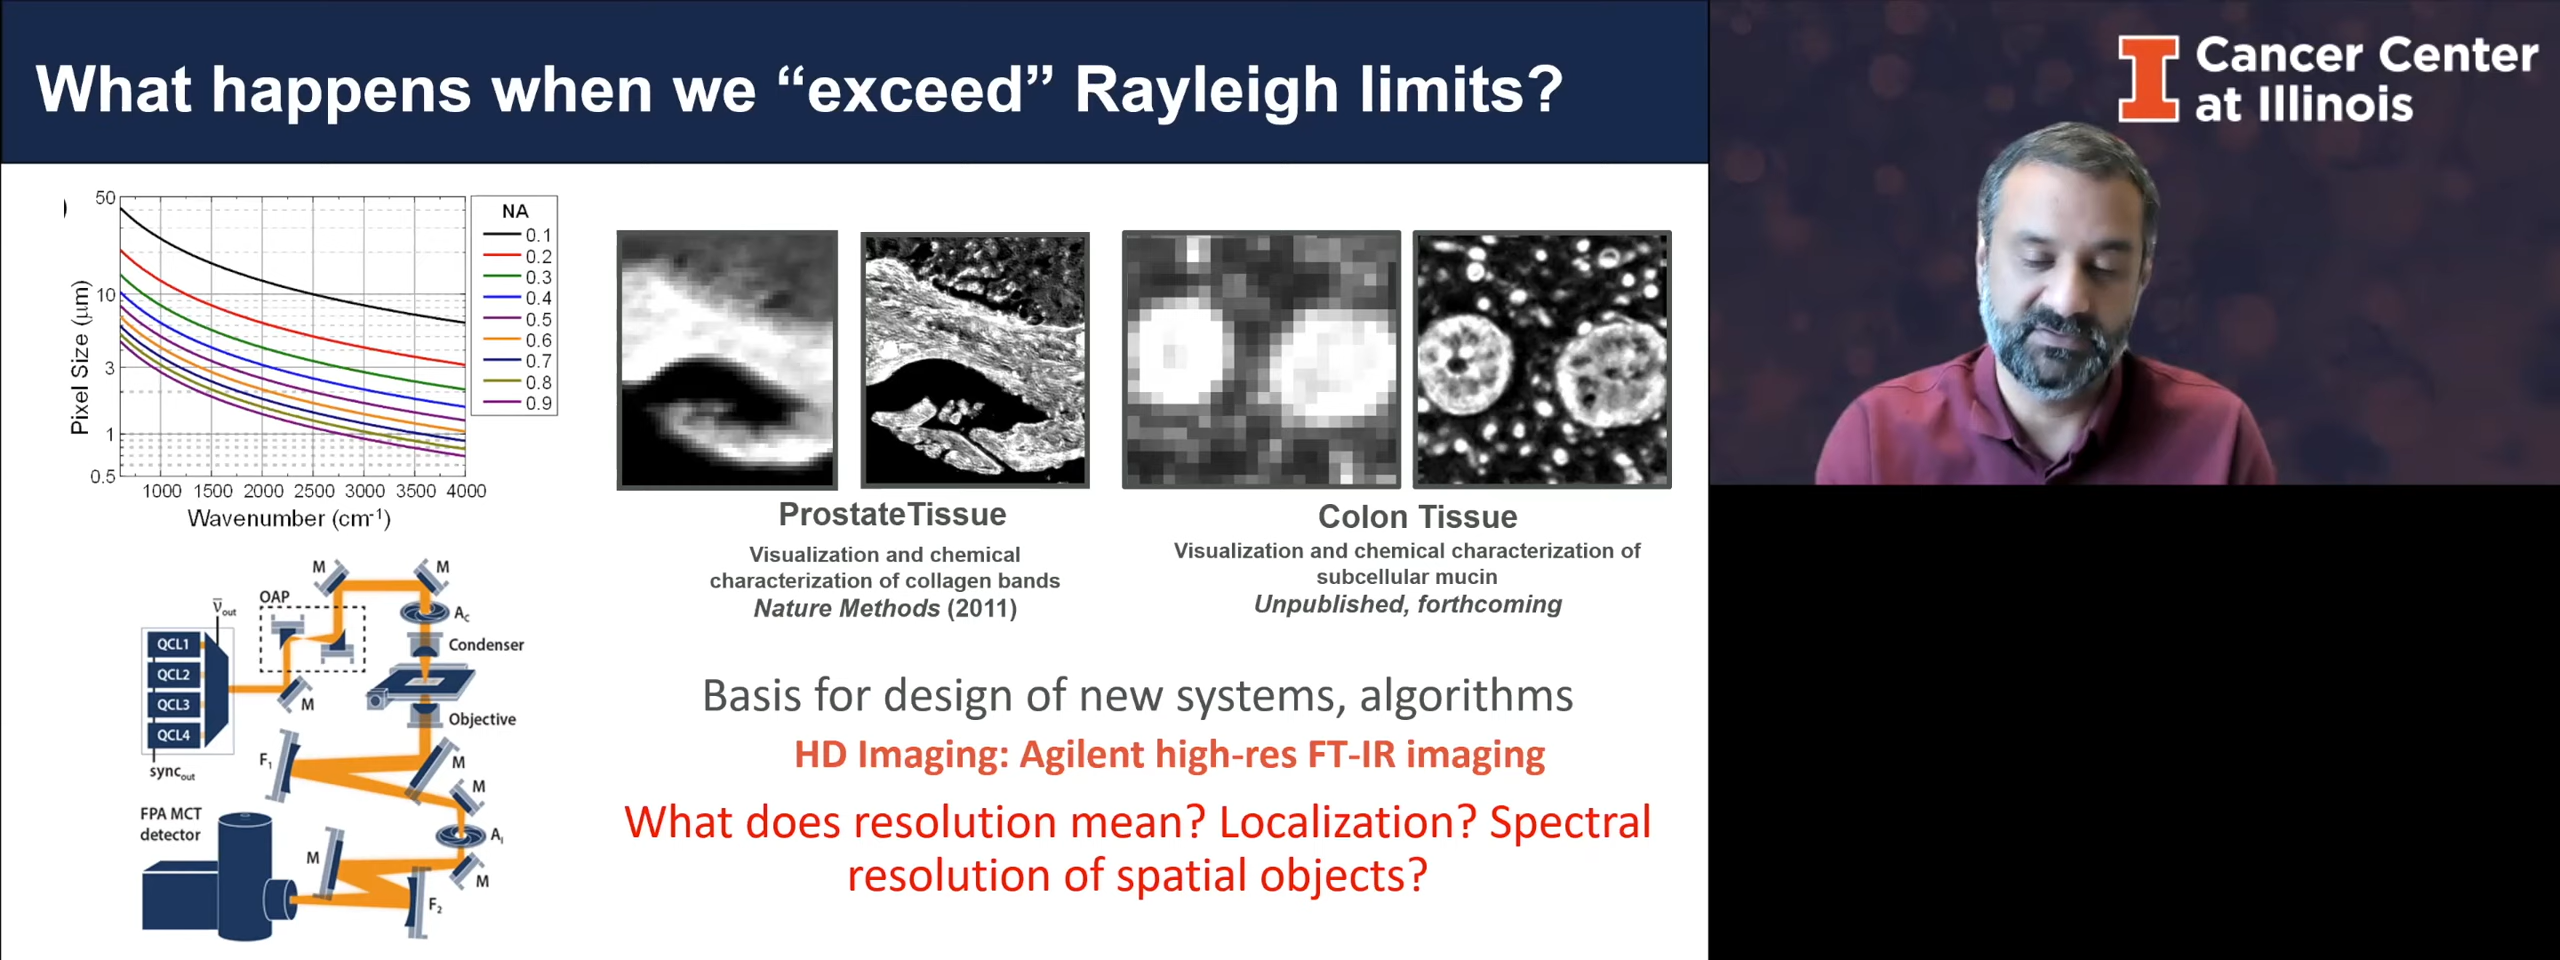 What happens when we “exceed” Rayleigh limits?
Cancer Center
at Illinois
)
50
10
3
1
0.5
Pixel Size (µm)
1000 1500 2000 2500 3000 3500 4000
Wavenumber (cm-1)
NA
0.1
0.2
0.3
0.4
0.5
0.6
0.7
0.8
0.9
ProstateTissue
Visualization and chemical
characterization of collagen bands
Nature Methods (2011)
Colon Tissue
Visualization and chemical characterization of
subcellular mucin
Unpublished, forthcoming
M
M
OAP
ν̅out
AC
QCL1
QCL2
QCL3
QCL4
syncout
Condenser
M
Objective
F1
M
M
FPA MCT
detector
Ai
M
M
F2
Basis for design of new systems, algorithms
HD Imaging: Agilent high-res FT-IR imaging
What does resolution mean? Localization? Spectral
resolution of spatial objects?